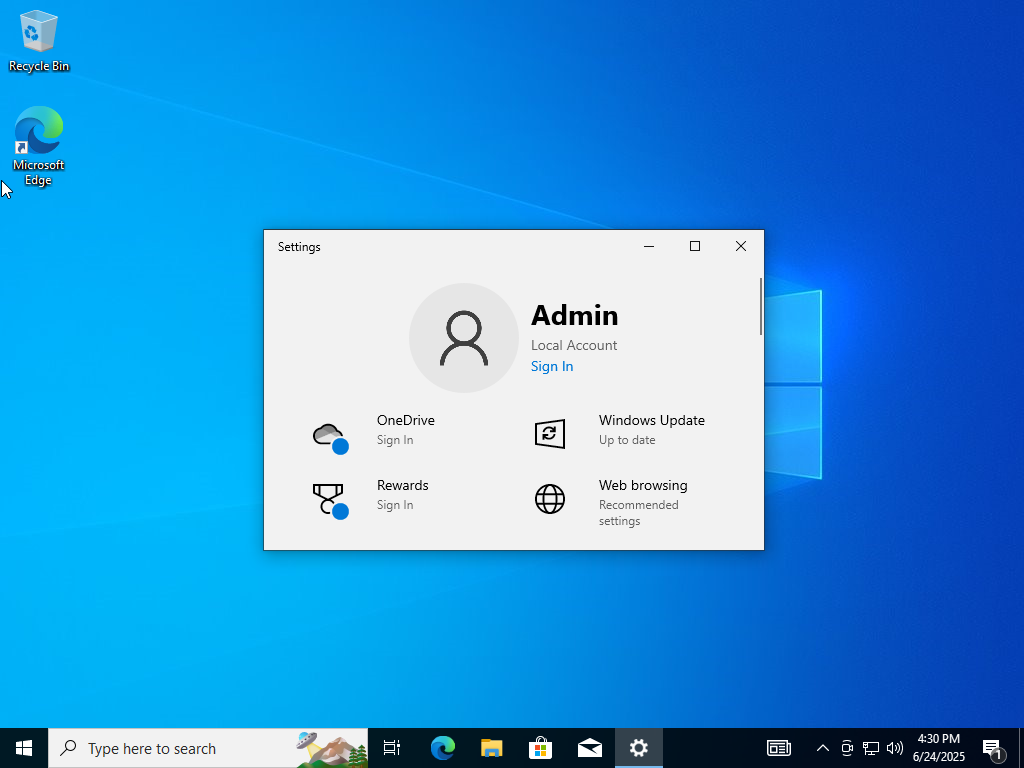 Recycle Bin
Microsoft
Edge
Settings
Admin
Local Account
Sign In
OneDrive
Sign In
Windows Update
Up to date
Rewards
Sign In
Web browsing
Recommended
settings
Type here to search
4:30 PM
6/24/2025
1